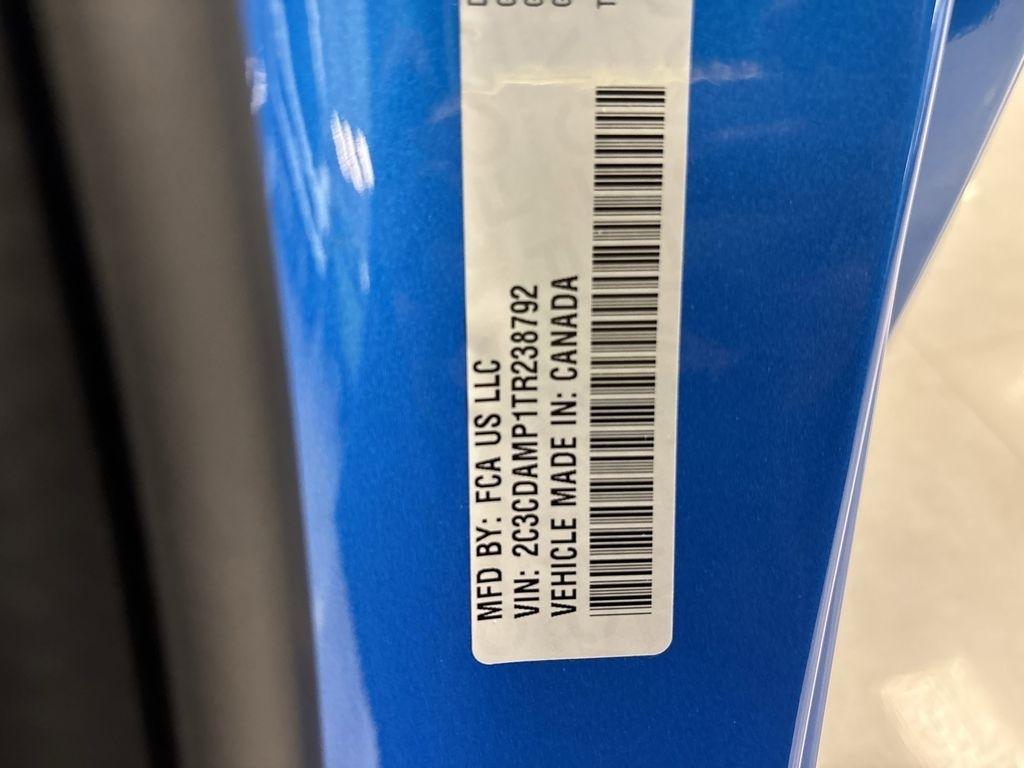 MFD BY: FCA US LLC
VIN: 2C3CDAMP1TR238792
VEHICLE MADE IN: CANADA